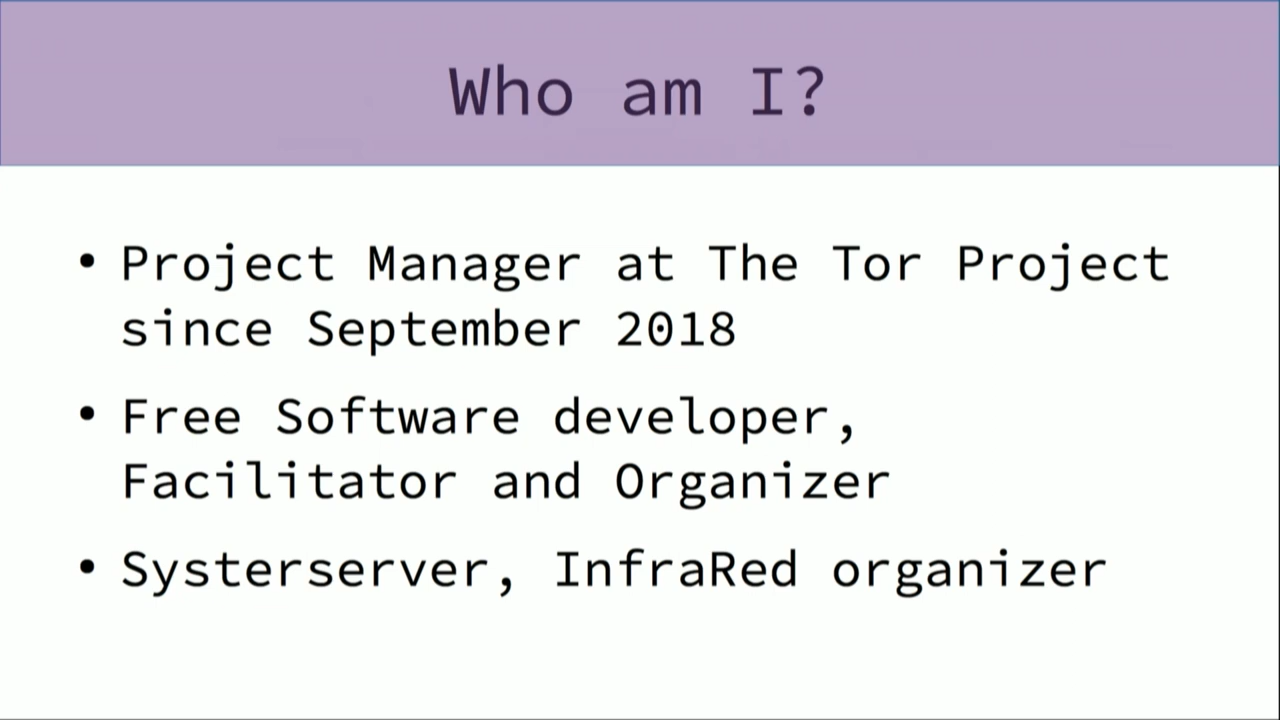 Who am I?
• Project Manager at The Tor Project
since September 2018
• Free Software developer,
Facilitator and Organizer
• Systerserver, InfraRed organizer